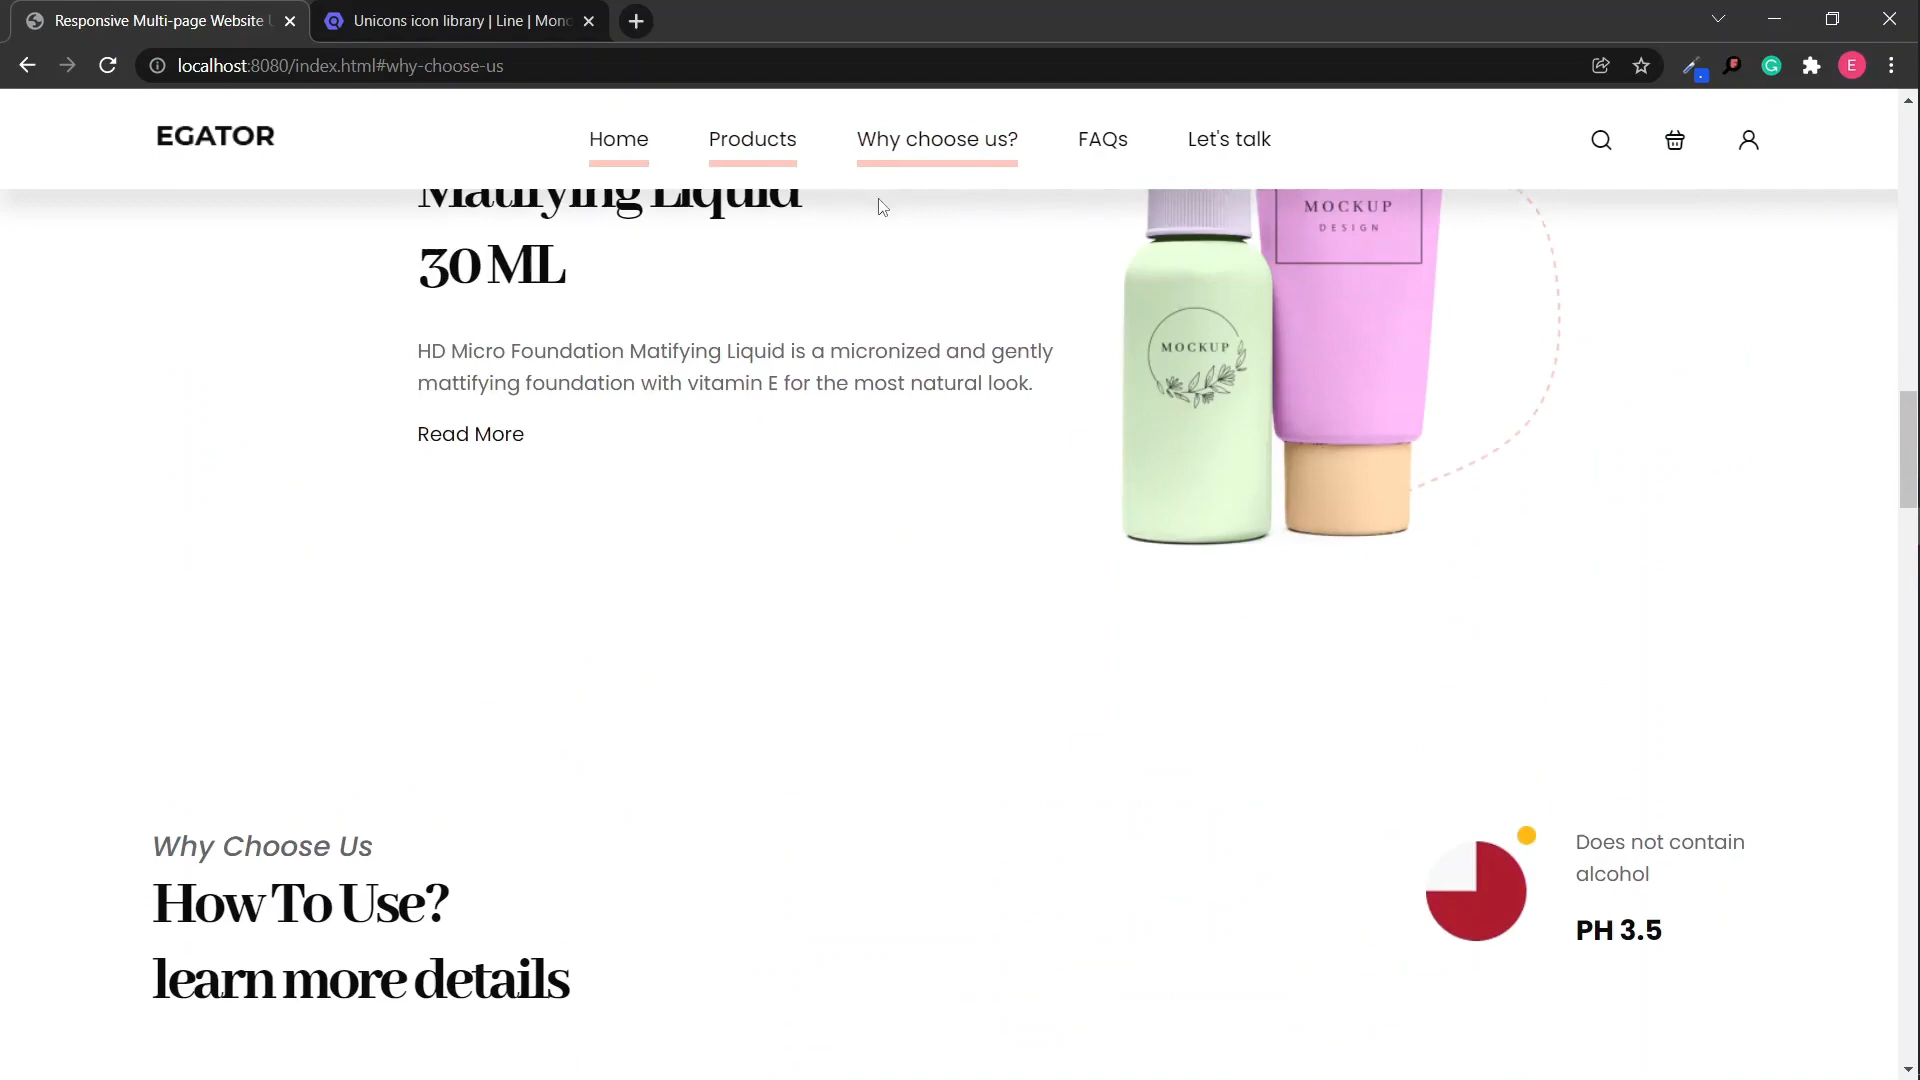 Responsive Multi-page Website
Unicons icon library | Line | Mono
localhost:8080/index.html#why-choose-us
E
EGATOR
Home
Products
Why choose us?
FAQs
Let's talk
Matifying Liquid
30 ML
HD Micro Foundation Matifying Liquid is a micronized and gently
mattifying foundation with vitamin E for the most natural look.
Read More
MOCKUP
DESIGN
MOCKUP
Why Choose Us
How To Use?
learn more details
Does not contain
alcohol
PH 3.5